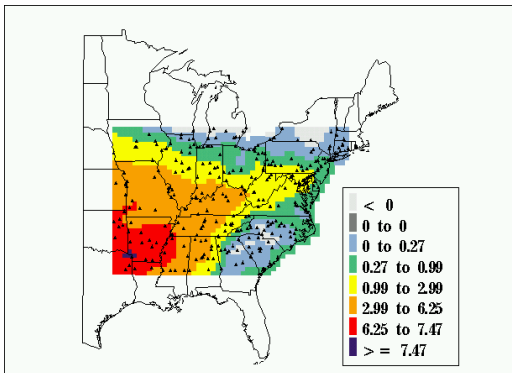 < 0
0 to 0
0 to 0.27
0.27 to 0.99
0.99 to 2.99
2.99 to 6.25
6.25 to 7.47
> = 7.47